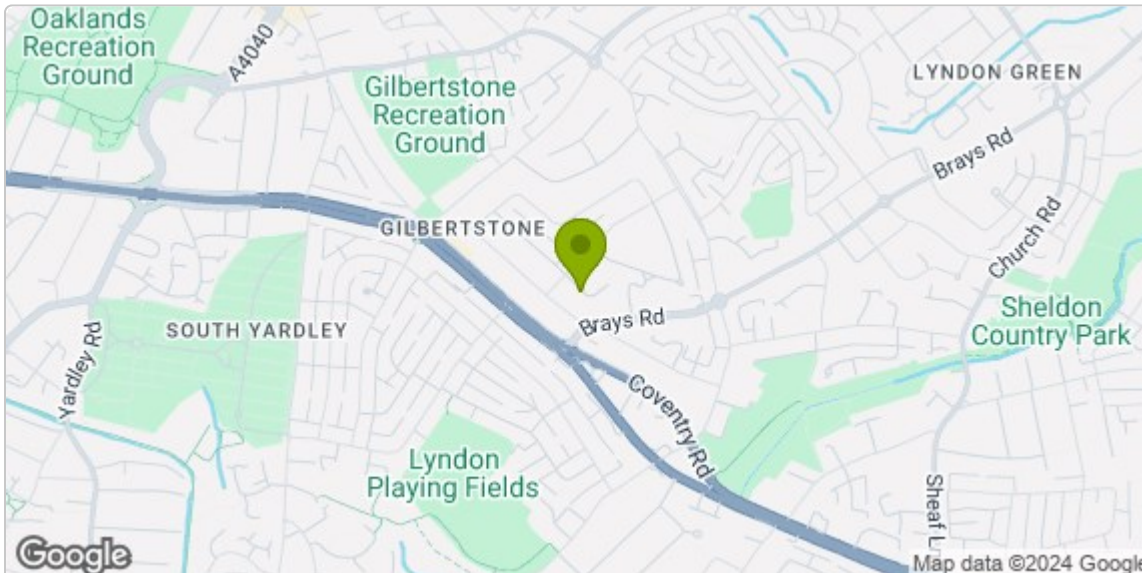 Oaklands
Recreation
Ground
A4040
Gilbertstone
Recreation
Ground
LYNDON GREEN
Brays Rd
GILBERTSTONE
Church Rd
Brays Rd
SOUTH YARDLEY
Sheldon
Country Park
Yardley Rd
Coventry Rd
Lyndon
Playing Fields
Sheaf L
Google
Map data ©2024 Google